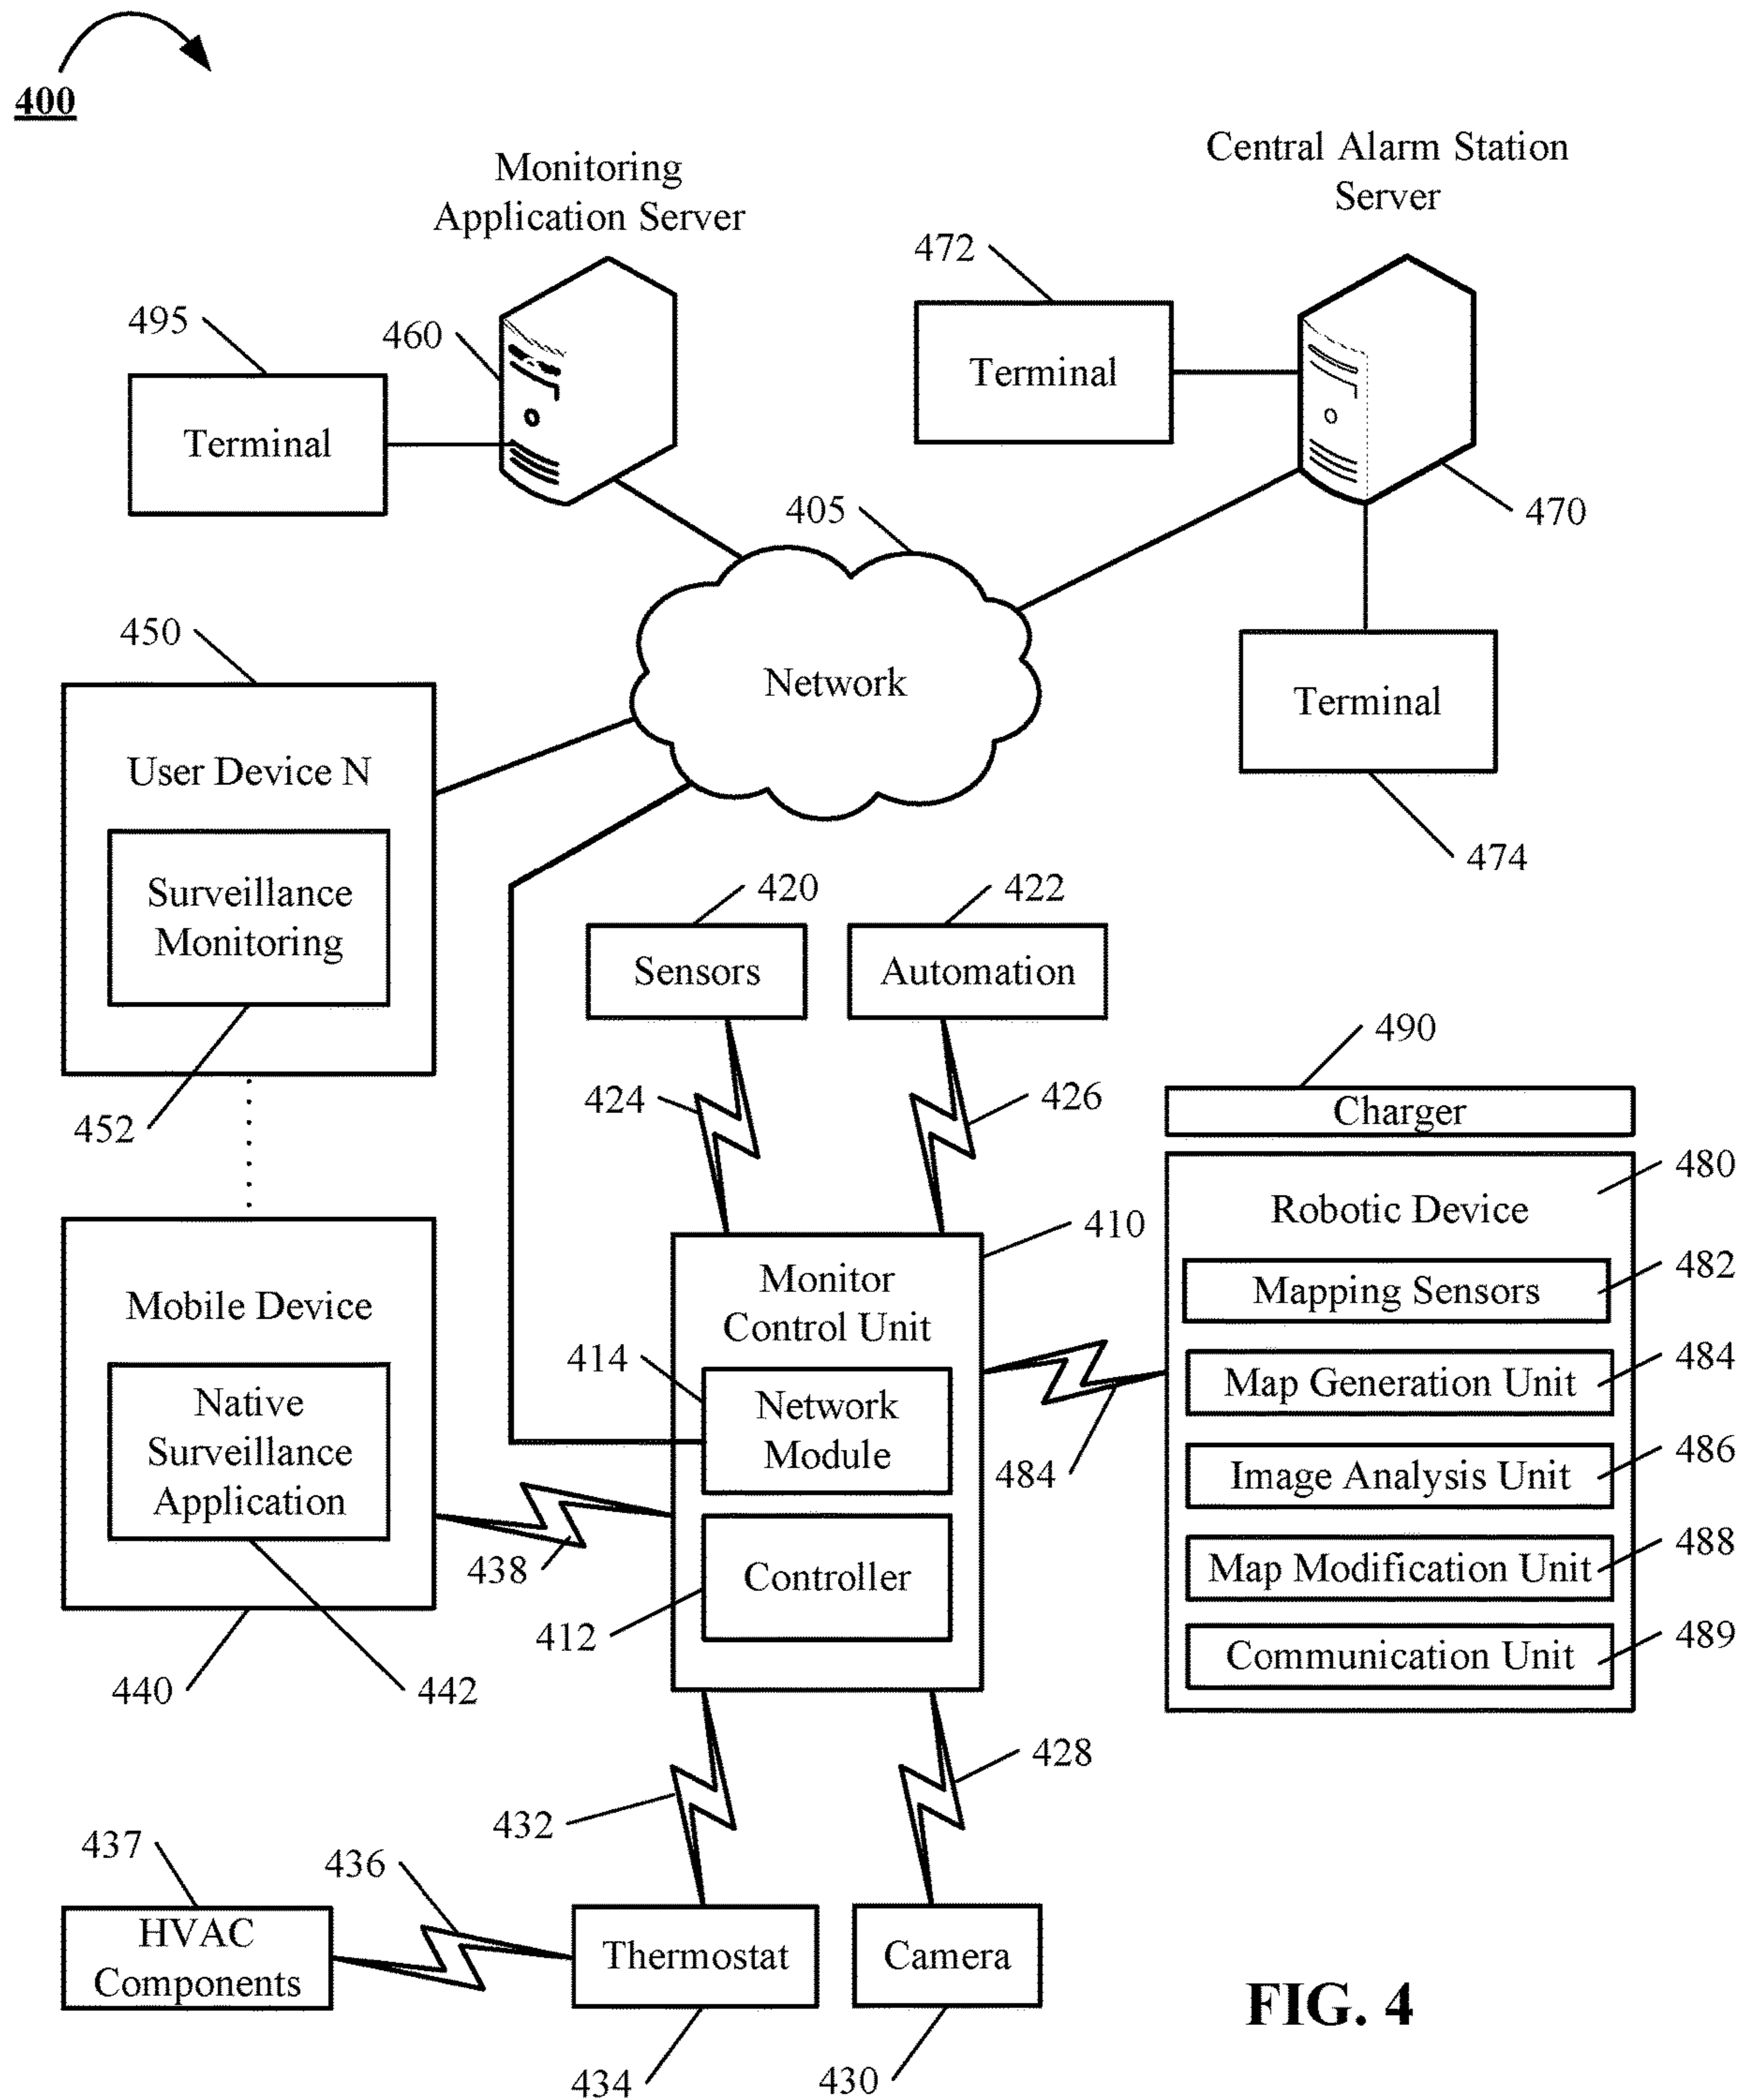 400
Monitoring
Application Server
Central Alarm Station
Server
472
495
460
Terminal
Terminal
405
470
450
Network
Terminal
User Device N
474
Surveillance
Monitoring
420
422
Sensors
Automation
490
424
426
Charger
452
480
Robotic Device
410
482
Mapping Sensors
Monitor
Control Unit
Mobile Device
414
484
Map Generation Unit
Network
Module
Native
Surveillance
Application
484
486
Image Analysis Unit
438
Controller
488
Map Modification Unit
412
489
Communication Unit
440
442
428
432
437
436
HVAC
Components
Thermostat
Camera
FIG. 4
434
430